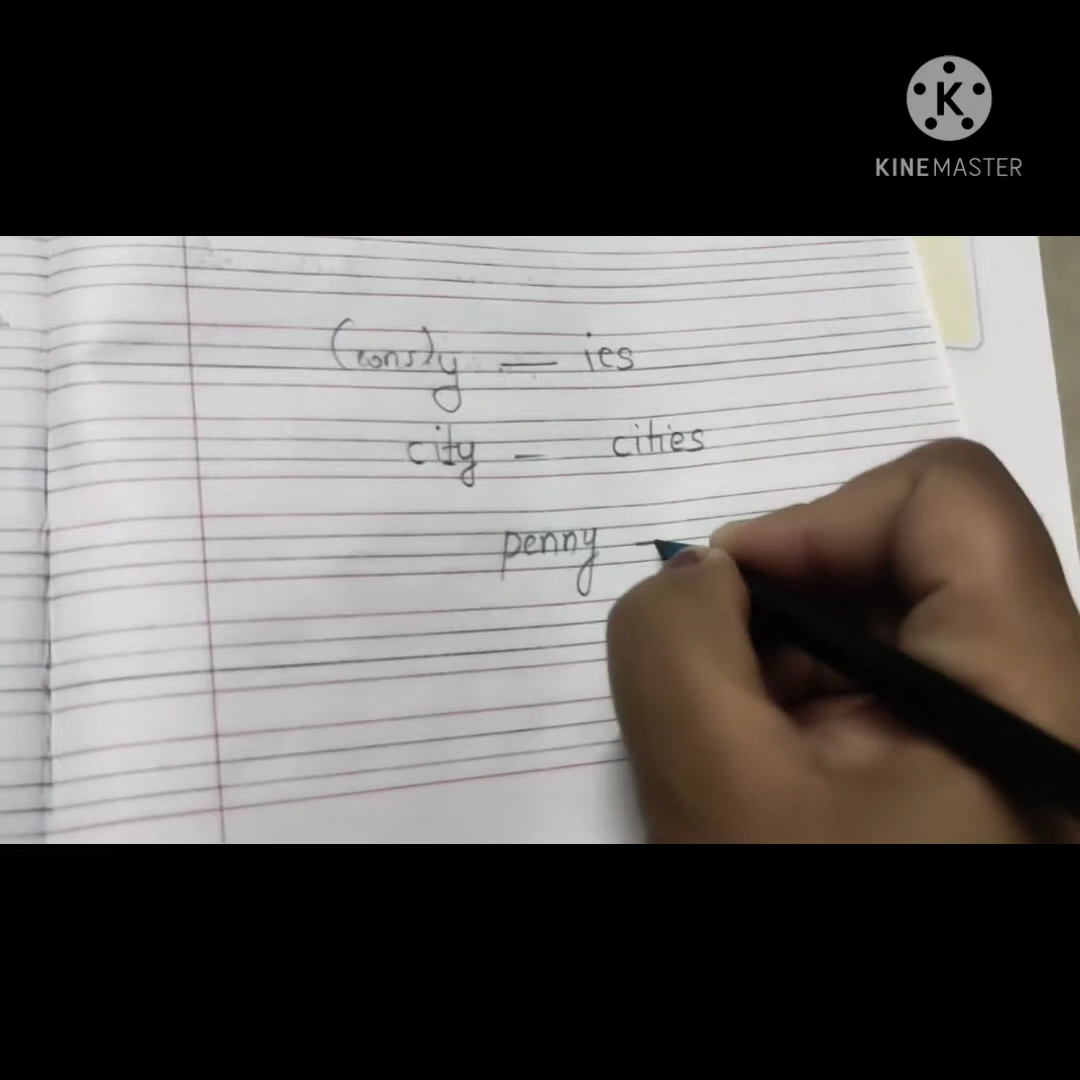 K
KINEMASTER
(cons)y — ies
city — cities
penny —